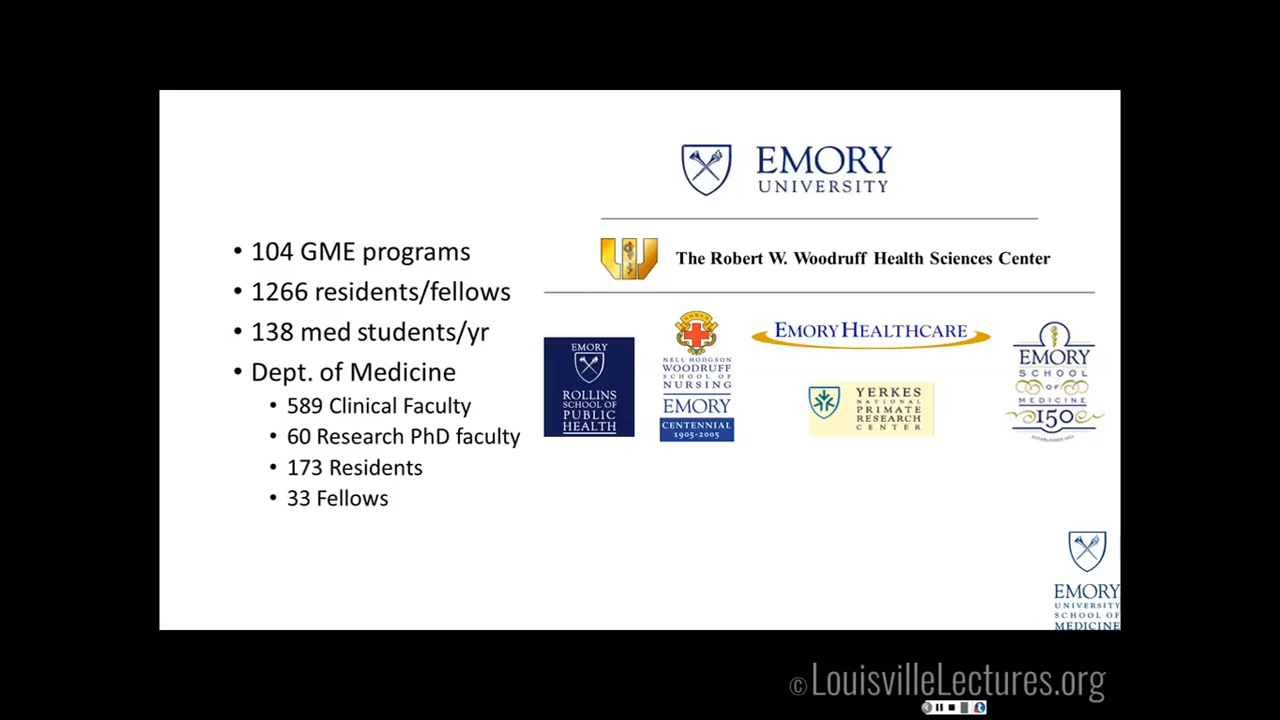 EMORY
UNIVERSITY
• 104 GME programs
• 1266 residents/fellows
• 138 med students/yr
• Dept. of Medicine
• 589 Clinical Faculty
• 60 Research PhD faculty
• 173 Residents
• 33 Fellows
The Robert W. Woodruff Health Sciences Center
EMORY
ROLLINS
SCHOOL OF
PUBLIC
HEALTH
NELL HODGSON
WOODRUFF
SCHOOL OF
NURSING
EMORY
CENTENNIAL
1905-2005
EMORY HEALTHCARE
YERKES
NATIONAL
PRIMATE
RESEARCH
CENTER
EMORY
SCHOOL
OF
MEDICINE
150
EMORY
UNIVERSITY
SCHOOL OF
MEDICINE
© LouisvilleLectures.org